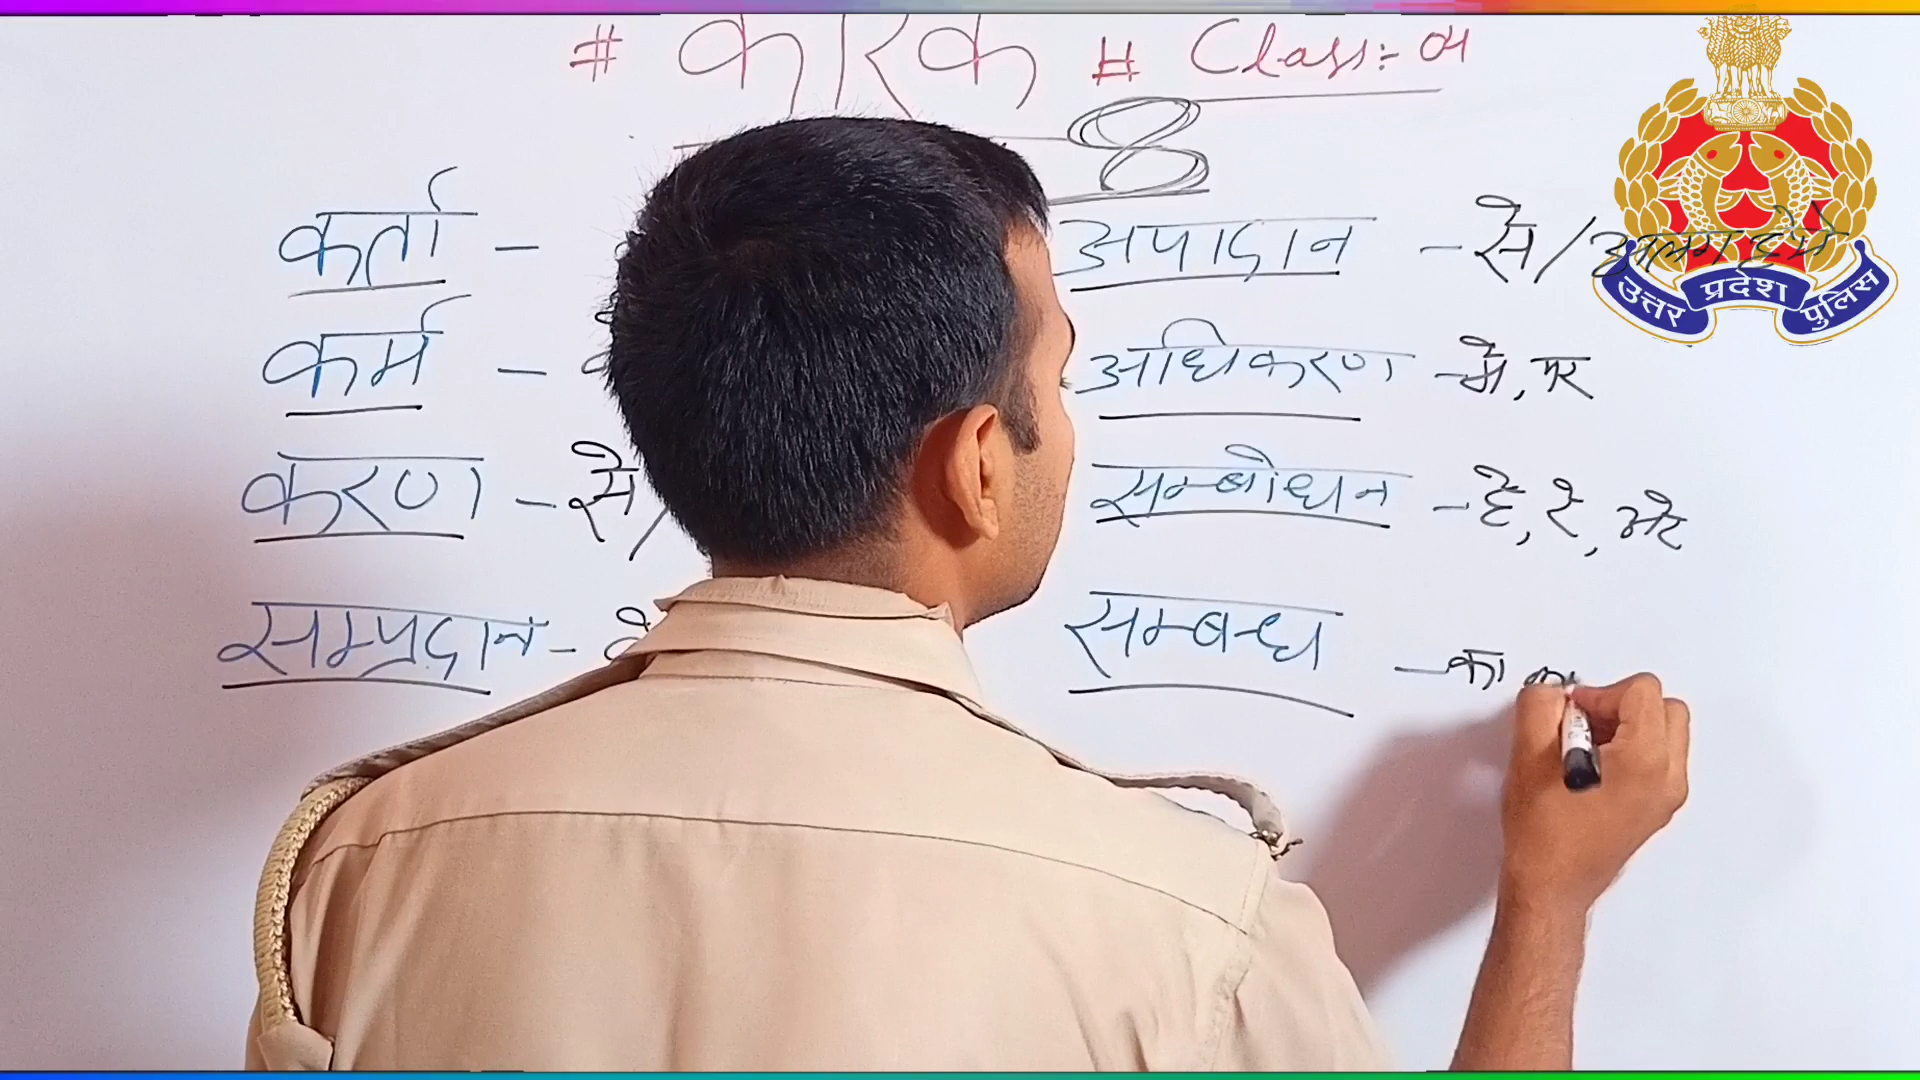 # कारक # Class:-
8
कर्ता -
कर्म -
करण - से/
सम्प्रदान -
अपादान - से/अलग होने
अधिकरण - मे, पर
सम्बोधन - हे, रे, अरे
सम्बन्ध - का
उत्तर प्रदेश पुलिस